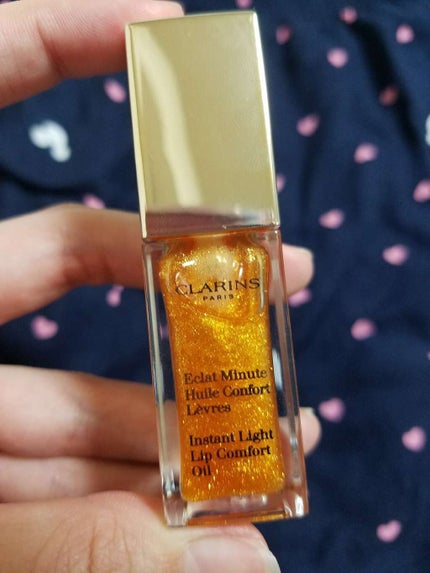 CLARINS
PARIS
Eclat Minute
Huile Confort
Lèvres
Instant Light
Lip Comfort
Oil